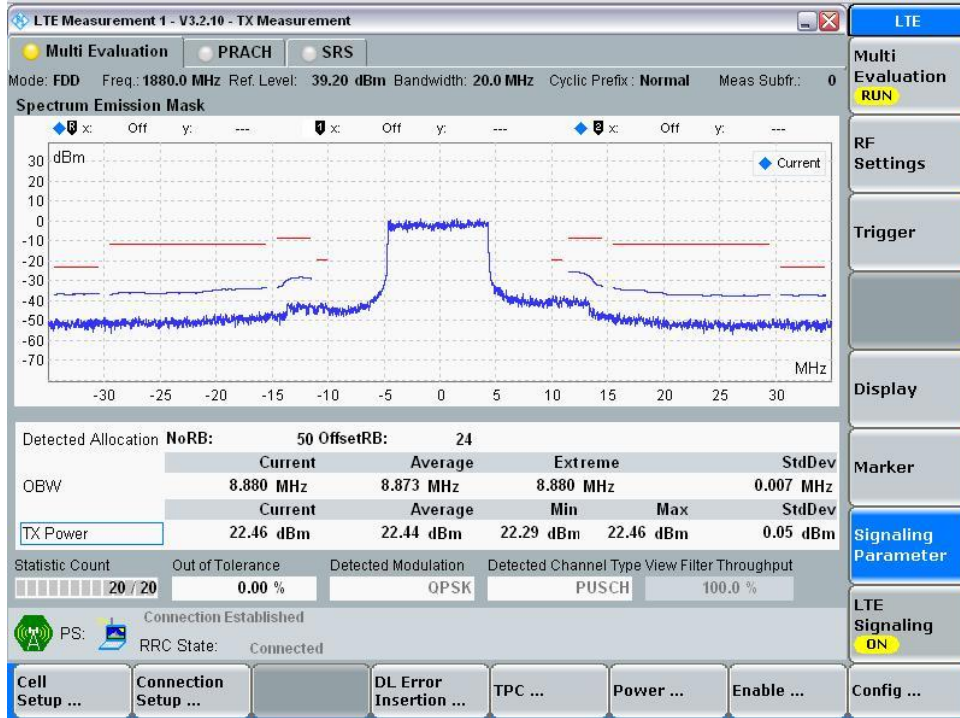 LTE Measurement 1 - V3.2.10 - TX Measurement
LTE
Multi Evaluation PRACH SRS
Mode: FDD Freq.: 1880.0 MHz Ref. Level: 39.20 dBm Bandwidth: 20.0 MHz Cyclic Prefix : Normal Meas Subfr.: 0
Spectrum Emission Mask
R x: Off y: --- 1 x: Off y: --- 2 x: Off y: ---
dBm
Current
30
20
10
0
-10
-20
-30
-40
-50
-60
-70
MHz
-30 -25 -20 -15 -10 -5 0 5 10 15 20 25 30
Detected Allocation NoRB: 50 OffsetRB: 24
Current Average Extreme StdDev
OBW 8.880 MHz 8.873 MHz 8.880 MHz 0.007 MHz
Current Average Min Max StdDev
TX Power 22.46 dBm 22.44 dBm 22.29 dBm 22.46 dBm 0.05 dBm
Statistic Count Out of Tolerance Detected Modulation Detected Channel Type View Filter Throughput
20 / 20 0.00 % QPSK PUSCH 100.0 %
PS: Connection Established
RRC State: Connected
Multi
Evaluation
RUN
RF
Settings
Trigger
Display
Marker
Signaling
Parameter
LTE
Signaling
ON
Cell
Setup ...
Connection
Setup ...
DL Error
Insertion ...
TPC ...
Power ...
Enable ...
Config ...